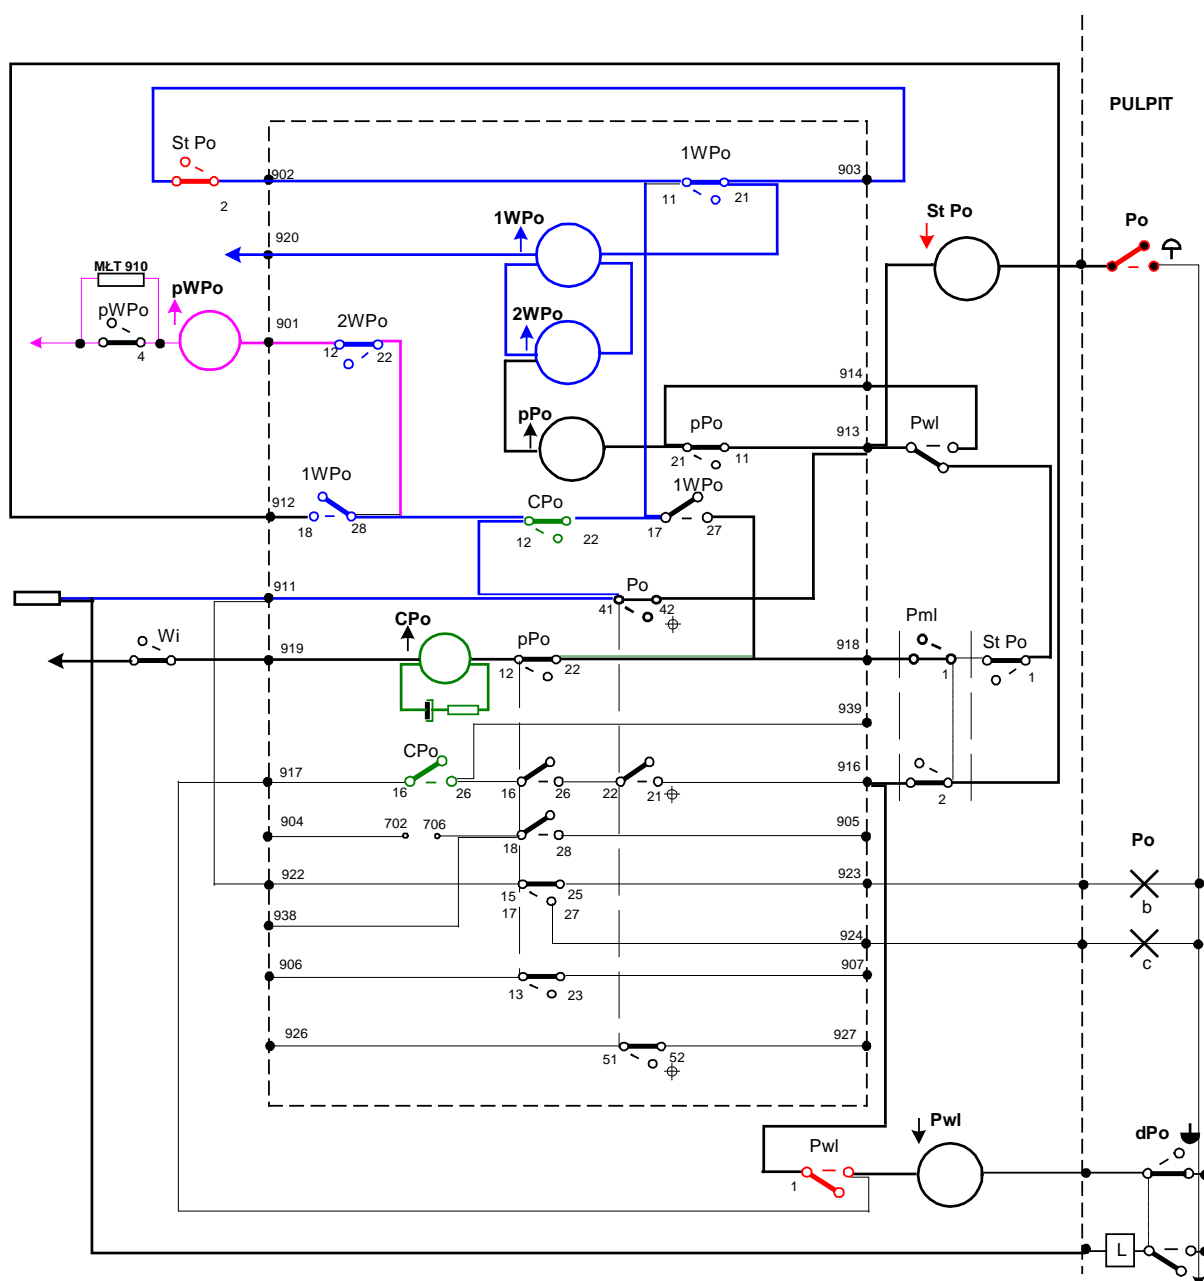 PULPIT
St Po
1WPo
902
903
2
11
21
St Po
Po
1WPo
920
MŁT 910
pWPo
pWPo
2WPo
901
2WPo
4
12
22
914
pPo
pPo
913
Pwl
21
11
1WPo
1WPo
CPo
912
18
28
12
22
17
27
911
Po
41
42
CPo
Pml
Wi
pPo
St Po
919
918
12
22
1
1
939
CPo
917
916
16
26
16
26
22
21
2
904
702
706
905
18
28
Po
922
923
15
25
b
17
27
938
924
c
906
907
13
23
926
927
51
52
Pwl
dPo
Pwl
1
L